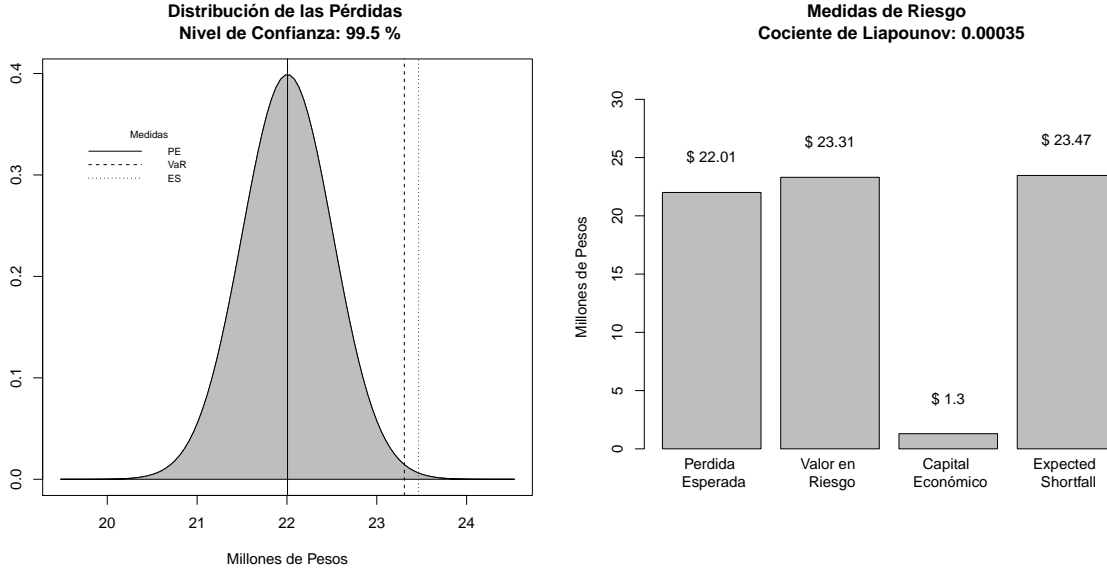 Distribución de las Pérdidas
Nivel de Confianza: 99.5 %
0.4
0.3
0.2
0.1
0.0
Medidas
PE
VaR
ES
20 21 22 23 24
Millones de Pesos
Medidas de Riesgo
Cociente de Liapounov: 0.00035
Millones de Pesos
30
25
20
15
10
5
0
$ 22.01
$ 23.31
$ 1.3
$ 23.47
Perdida
Esperada
Valor en
Riesgo
Capital
Económico
Expected
Shortfall